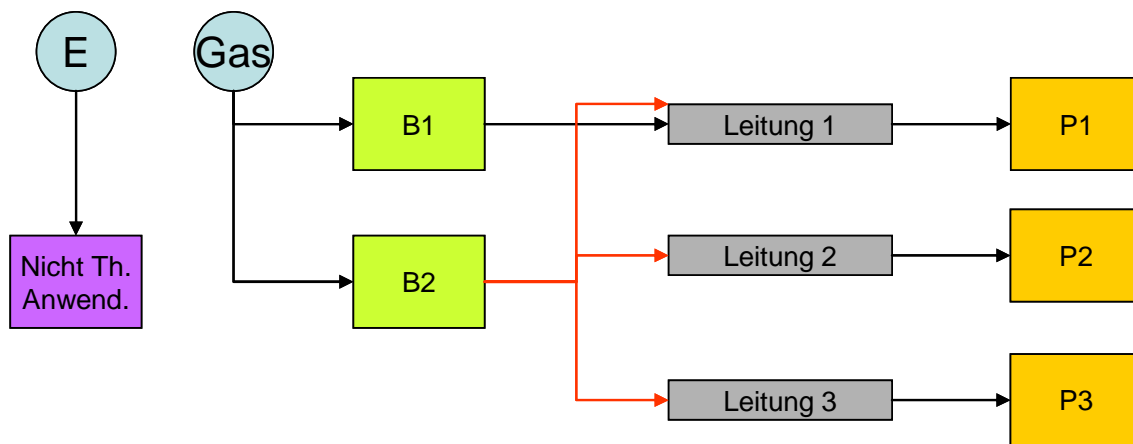 E
Gas
B1
Leitung 1
P1
Nicht Th.
Anwend.
B2
Leitung 2
P2
Leitung 3
P3